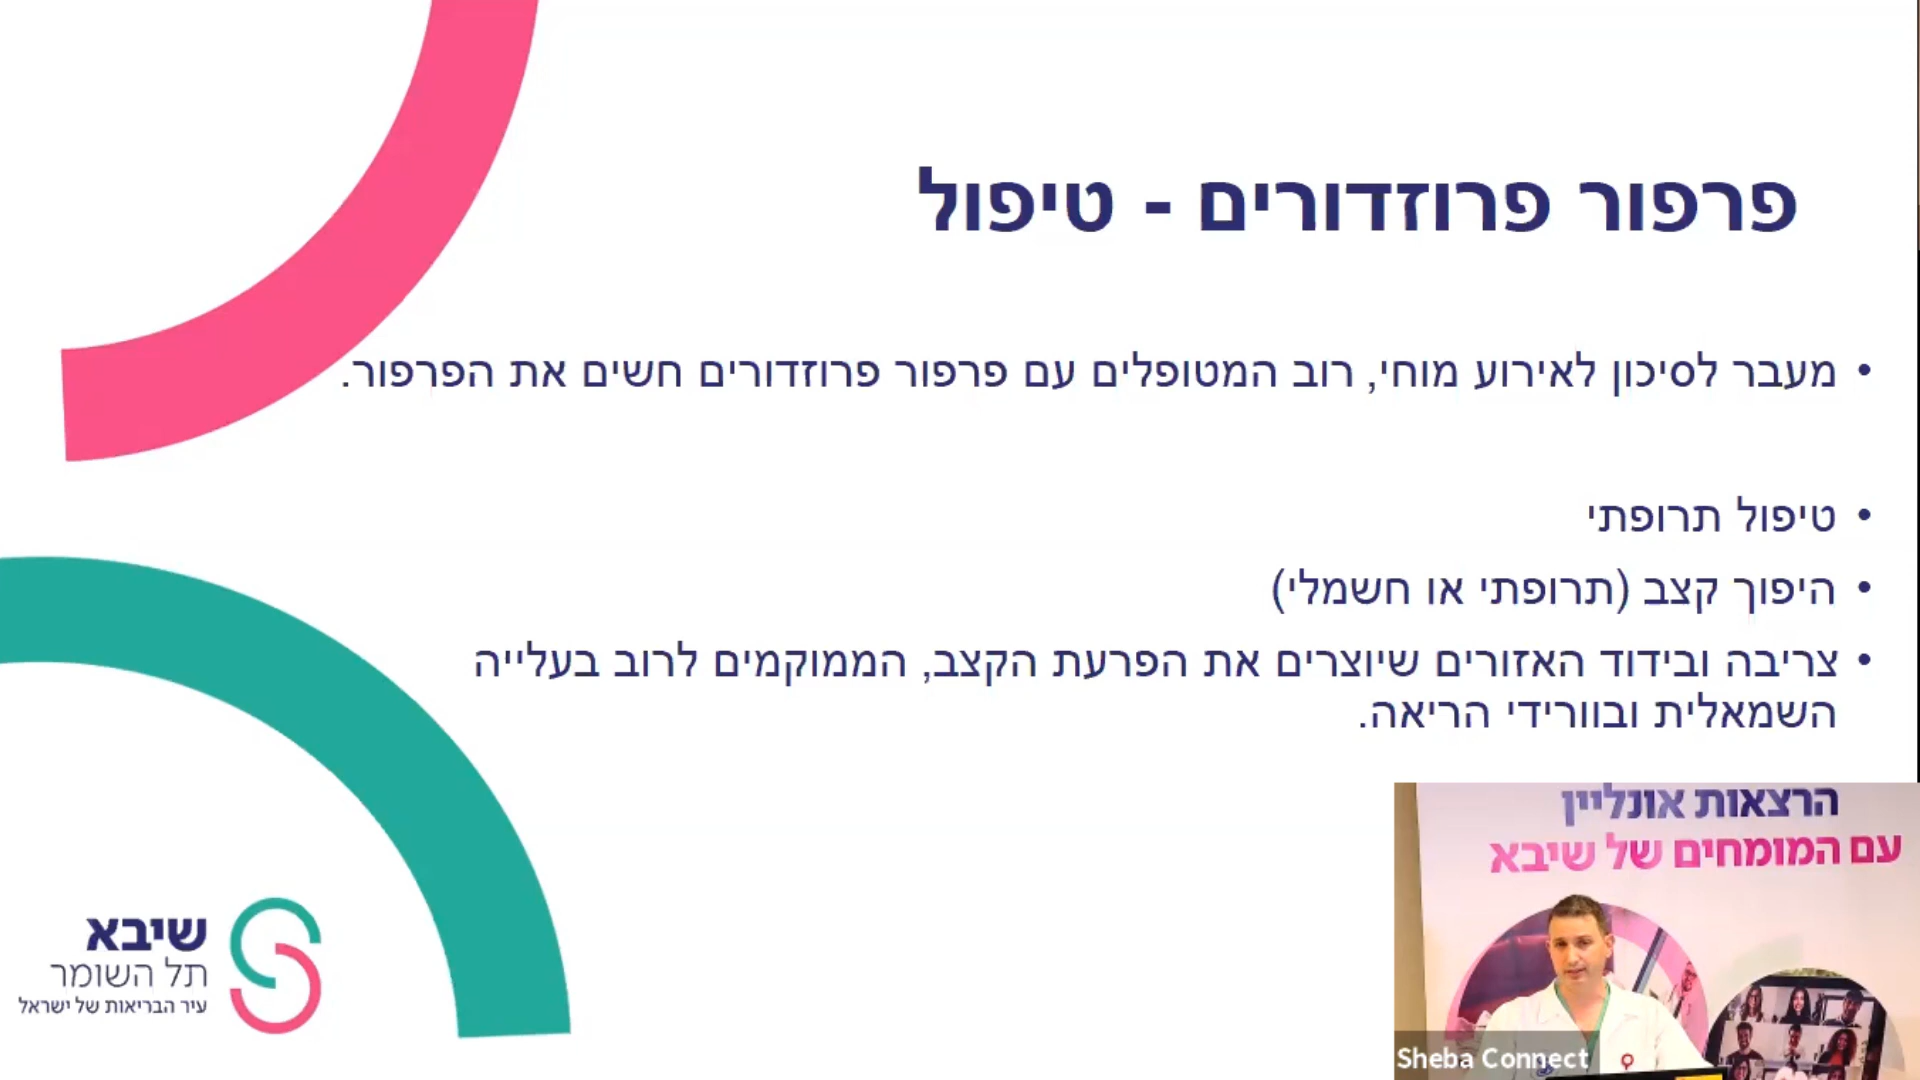 פרפור פרוזדורים - טיפול
• מעבר לסיכון לאירוע מוחי, רוב המטופלים עם פרפור פרוזדורים חשים את הפרפור.
• טיפול תרופתי
• היפוך קצב (תרופתי או חשמלי)
• צריבה ובידוד האזורים שיוצרים את הפרעת הקצב, הממוקמים לרוב בעלייה
השמאלית ובוורידי הריאה.
שיבא
תל השומר
עיר הבריאות של ישראל
הרצאות אונליין
עם המומחים של שיבא
Sheba Connect